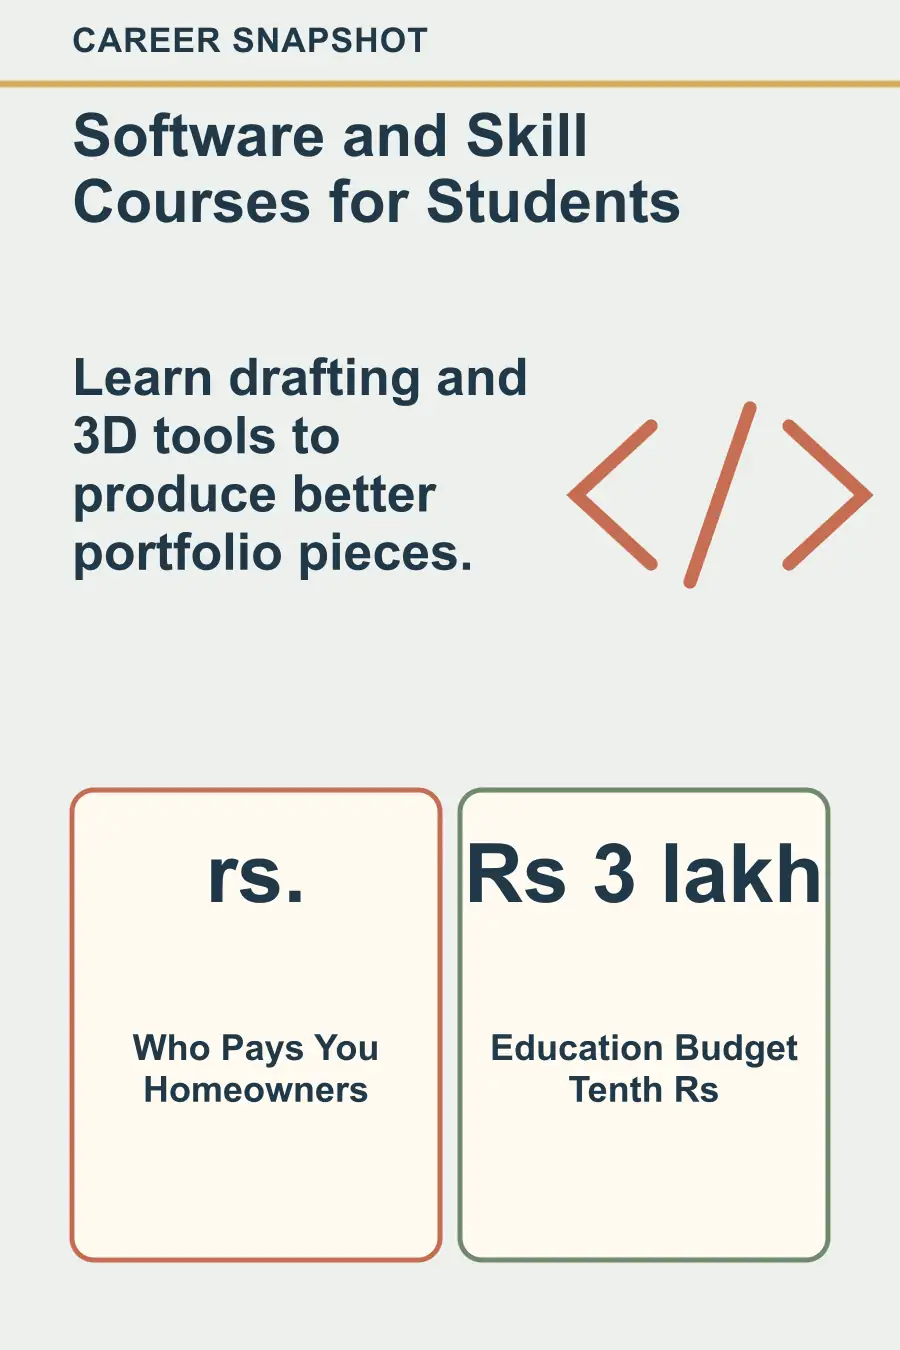 CAREER SNAPSHOT
Software and Skill
Courses for Students
Learn drafting and
3D tools to
produce better
portfolio pieces.
rs.
Who Pays You
Homeowners
Rs 3 lakh
Education Budget
Tenth Rs